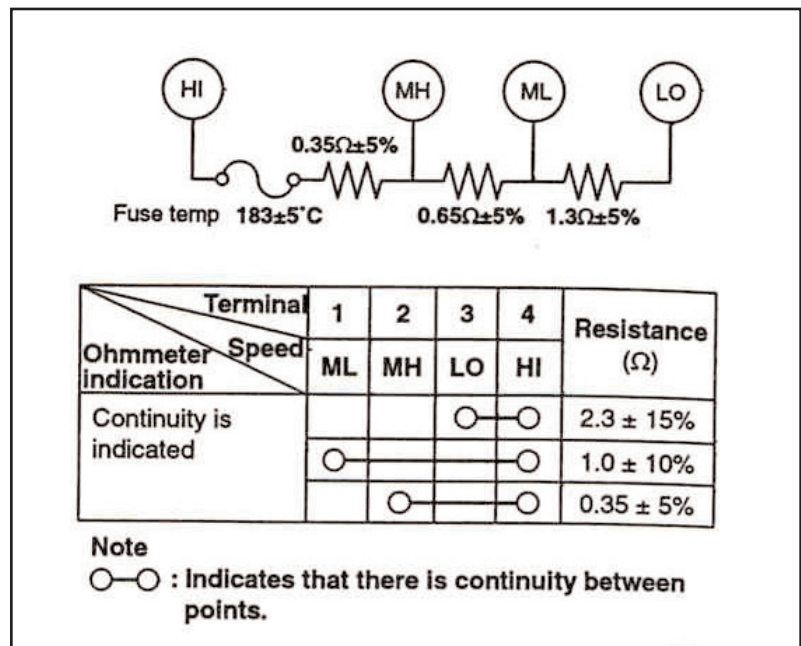 HI MH ML LO
0.35Ω±5%
Fuse temp 183±5°C 0.65Ω±5% 1.3Ω±5%
Terminal 1 2 3 4 Resistance (Ω)
Ohmmeter indication Speed ML MH LO HI
Continuity is indicated 2.3 ± 15%
1.0 ± 10%
0.35 ± 5%
Note
: Indicates that there is continuity between
points.